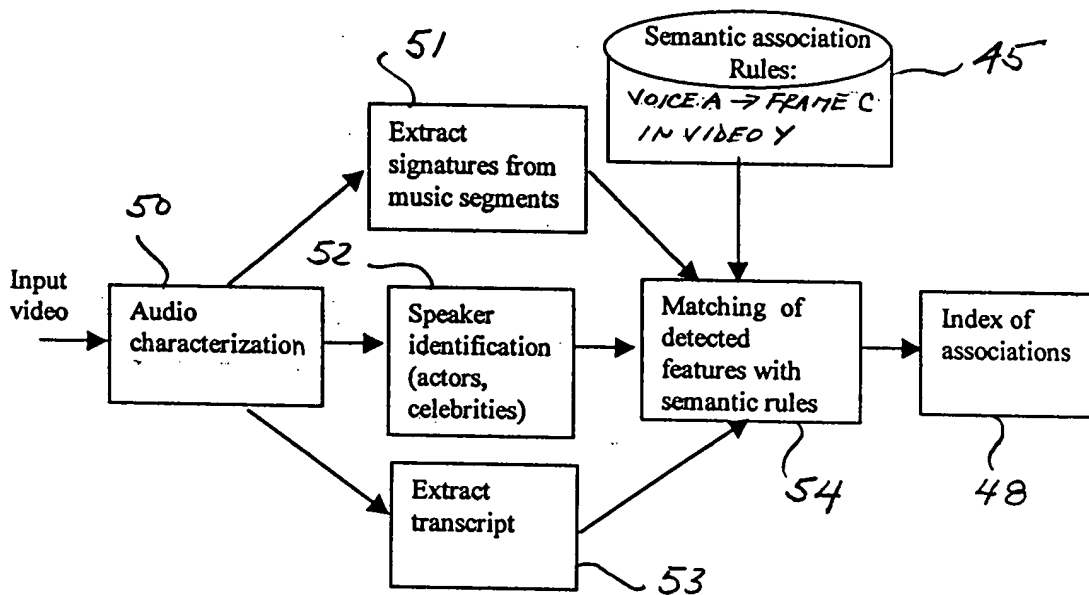 51
Semantic association
Rules:
VOICE A → FRAME C
IN VIDEO Y
45
Extract
signatures from
music segments
50
52
Input
video
Audio
characterization
Speaker
identification
(actors,
celebrities)
Matching of
detected
features with
semantic rules
Index of
associations
Extract
transcript
54
48
53